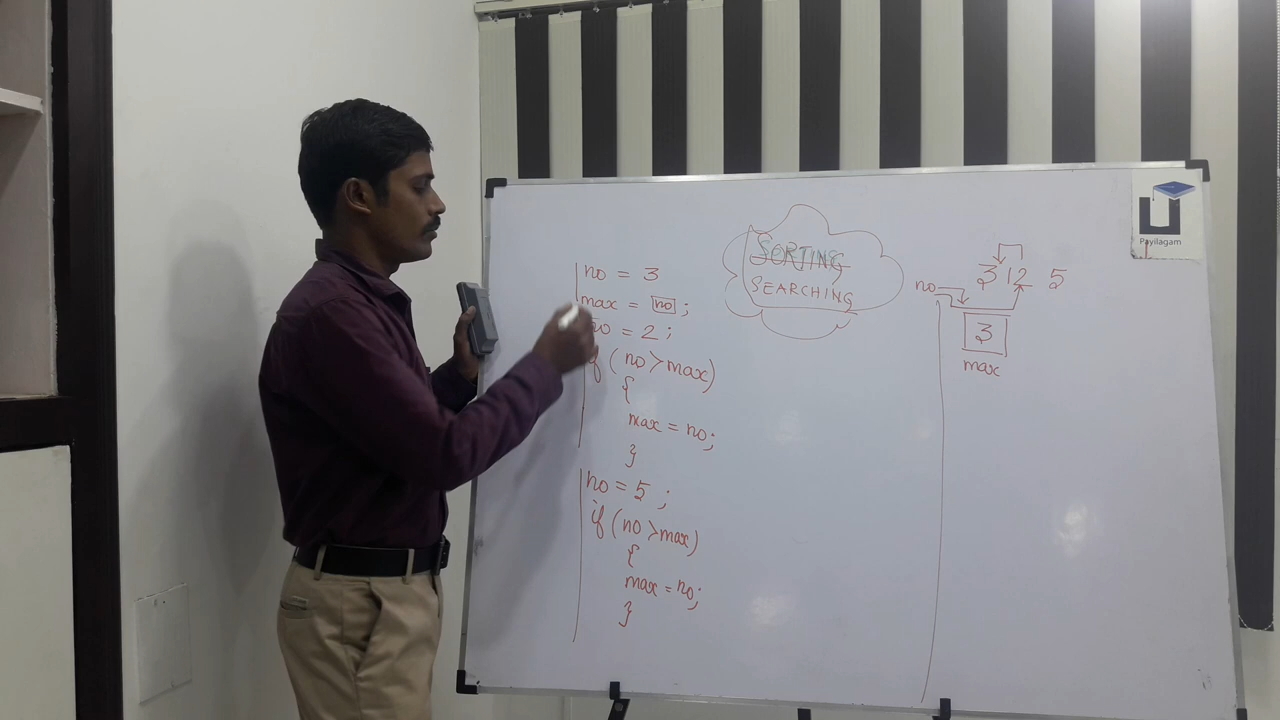 no = 3
max = no ;
no = 2 ;
if (no > max)
{
max = no;
}
no = 5 ;
if (no > max)
{
max = no;
}
SORTING
SEARCHING
3 12 5
no
3
max
Payilagam